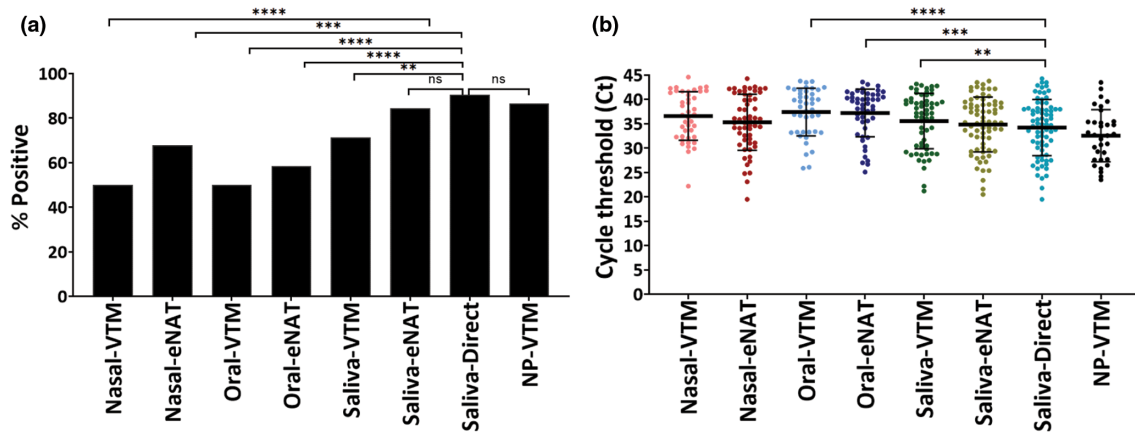 (a)
****
***
****
****
**
ns
ns
% Positive
100
80
60
40
20
0
Nasal-VTM
Nasal-eNAT
Oral-VTM
Oral-eNAT
Saliva-VTM
Saliva-eNAT
Saliva-Direct
NP-VTM
(b)
****
***
**
Cycle threshold (Ct)
45
40
35
30
25
20
15
10
5
0
Nasal-VTM
Nasal-eNAT
Oral-VTM
Oral-eNAT
Saliva-VTM
Saliva-eNAT
Saliva-Direct
NP-VTM